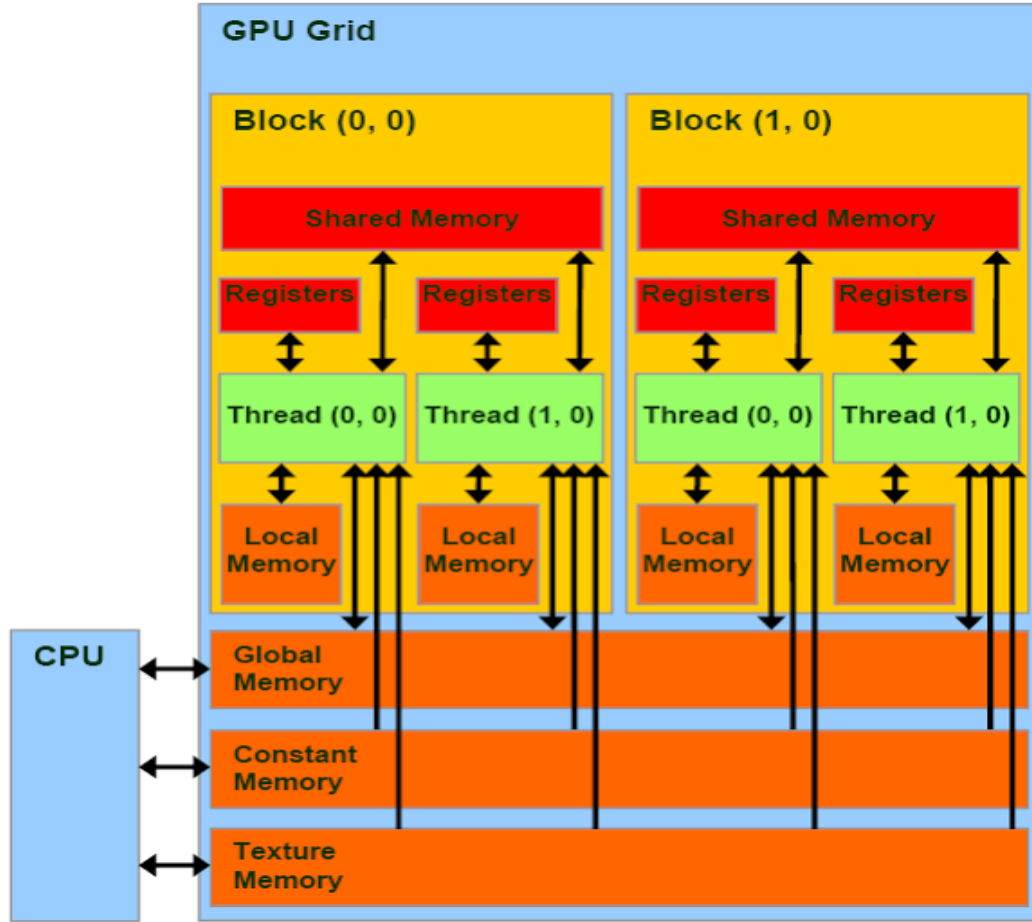 GPU Grid
Block (0, 0)
Block (1, 0)
Shared Memory
Shared Memory
Registers
Registers
Registers
Registers
Thread (0, 0)
Thread (1, 0)
Thread (0, 0)
Thread (1, 0)
Local
Memory
Local
Memory
Local
Memory
Local
Memory
CPU
Global
Memory
Constant
Memory
Texture
Memory